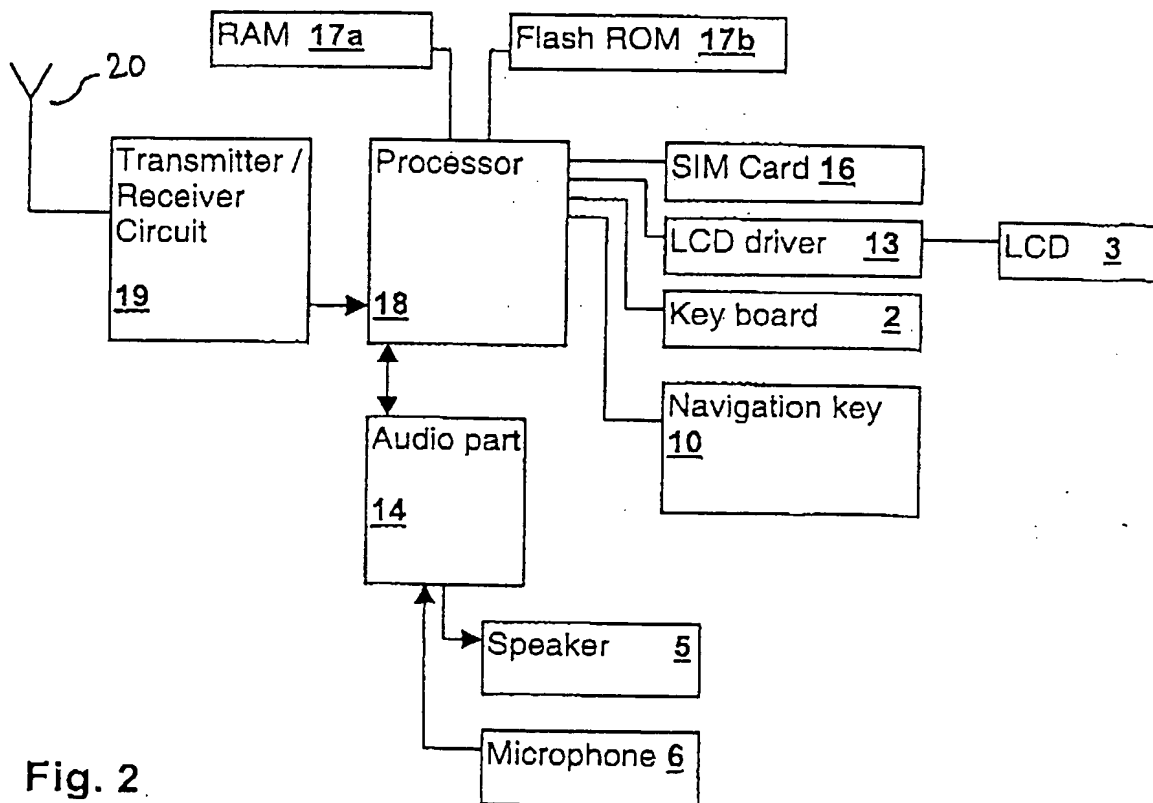 RAM 17a
Flash ROM 17b
20
Transmitter /
Receiver
Circuit
19
Processor
18
SIM Card 16
LCD driver 13
LCD 3
Key board 2
Navigation key
10
Audio part
14
Speaker 5
Microphone 6
Fig. 2